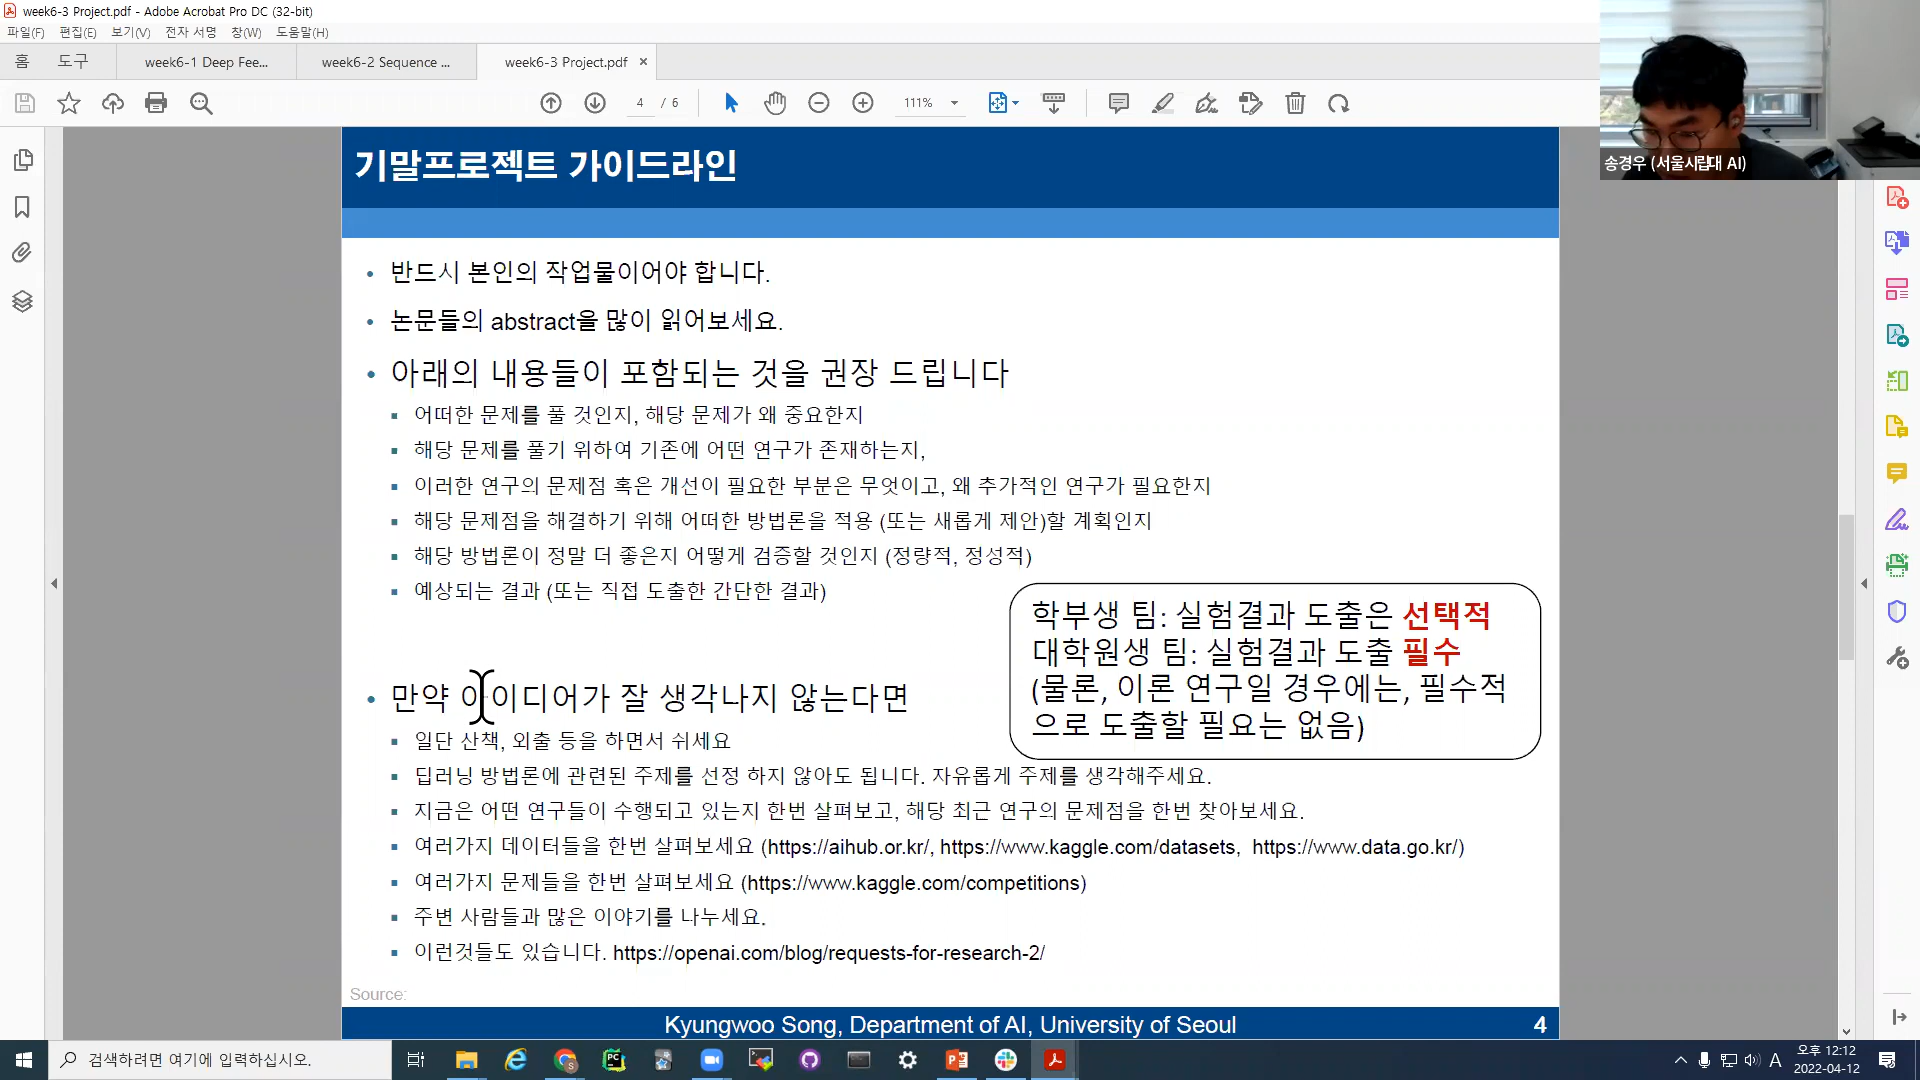 week6-3 Project.pdf - Adobe Acrobat Pro DC (32-bit)
파일(F) 편집(E) 보기(V) 전자 서명 창(W) 도움말(H)
홈 도구 week6-1 Deep Fee... week6-2 Sequence ... week6-3 Project.pdf ×
4 / 6 111%
송경우 (서울시립대 AI)
기말프로젝트 가이드라인
• 반드시 본인의 작업물이어야 합니다.
• 논문들의 abstract을 많이 읽어보세요.
• 아래의 내용들이 포함되는 것을 권장 드립니다
▪ 어떠한 문제를 풀 것인지, 해당 문제가 왜 중요한지
▪ 해당 문제를 풀기 위하여 기존에 어떤 연구가 존재하는지,
▪ 이러한 연구의 문제점 혹은 개선이 필요한 부분은 무엇이고, 왜 추가적인 연구가 필요한지
▪ 해당 문제점을 해결하기 위해 어떠한 방법론을 적용 (또는 새롭게 제안)할 계획인지
▪ 해당 방법론이 정말 더 좋은지 어떻게 검증할 것인지 (정량적, 정성적)
▪ 예상되는 결과 (또는 직접 도출한 간단한 결과)
학부생 팀: 실험결과 도출은 선택적
대학원생 팀: 실험결과 도출 필수
(물론, 이론 연구일 경우에는, 필수적
으로 도출할 필요는 없음)
• 만약 아이디어가 잘 생각나지 않는다면
▪ 일단 산책, 외출 등을 하면서 쉬세요
▪ 딥러닝 방법론에 관련된 주제를 선정 하지 않아도 됩니다. 자유롭게 주제를 생각해주세요.
▪ 지금은 어떤 연구들이 수행되고 있는지 한번 살펴보고, 해당 최근 연구의 문제점을 한번 찾아보세요.
▪ 여러가지 데이터들을 한번 살펴보세요 (https://aihub.or.kr/, https://www.kaggle.com/datasets, https://www.data.go.kr/)
▪ 여러가지 문제들을 한번 살펴보세요 (https://www.kaggle.com/competitions)
▪ 주변 사람들과 많은 이야기를 나누세요.
▪ 이런것들도 있습니다. https://openai.com/blog/requests-for-research-2/
Source:
Kyungwoo Song, Department of AI, University of Seoul 4
검색하려면 여기에 입력하십시오.
A 오후 12:12
2022-04-12